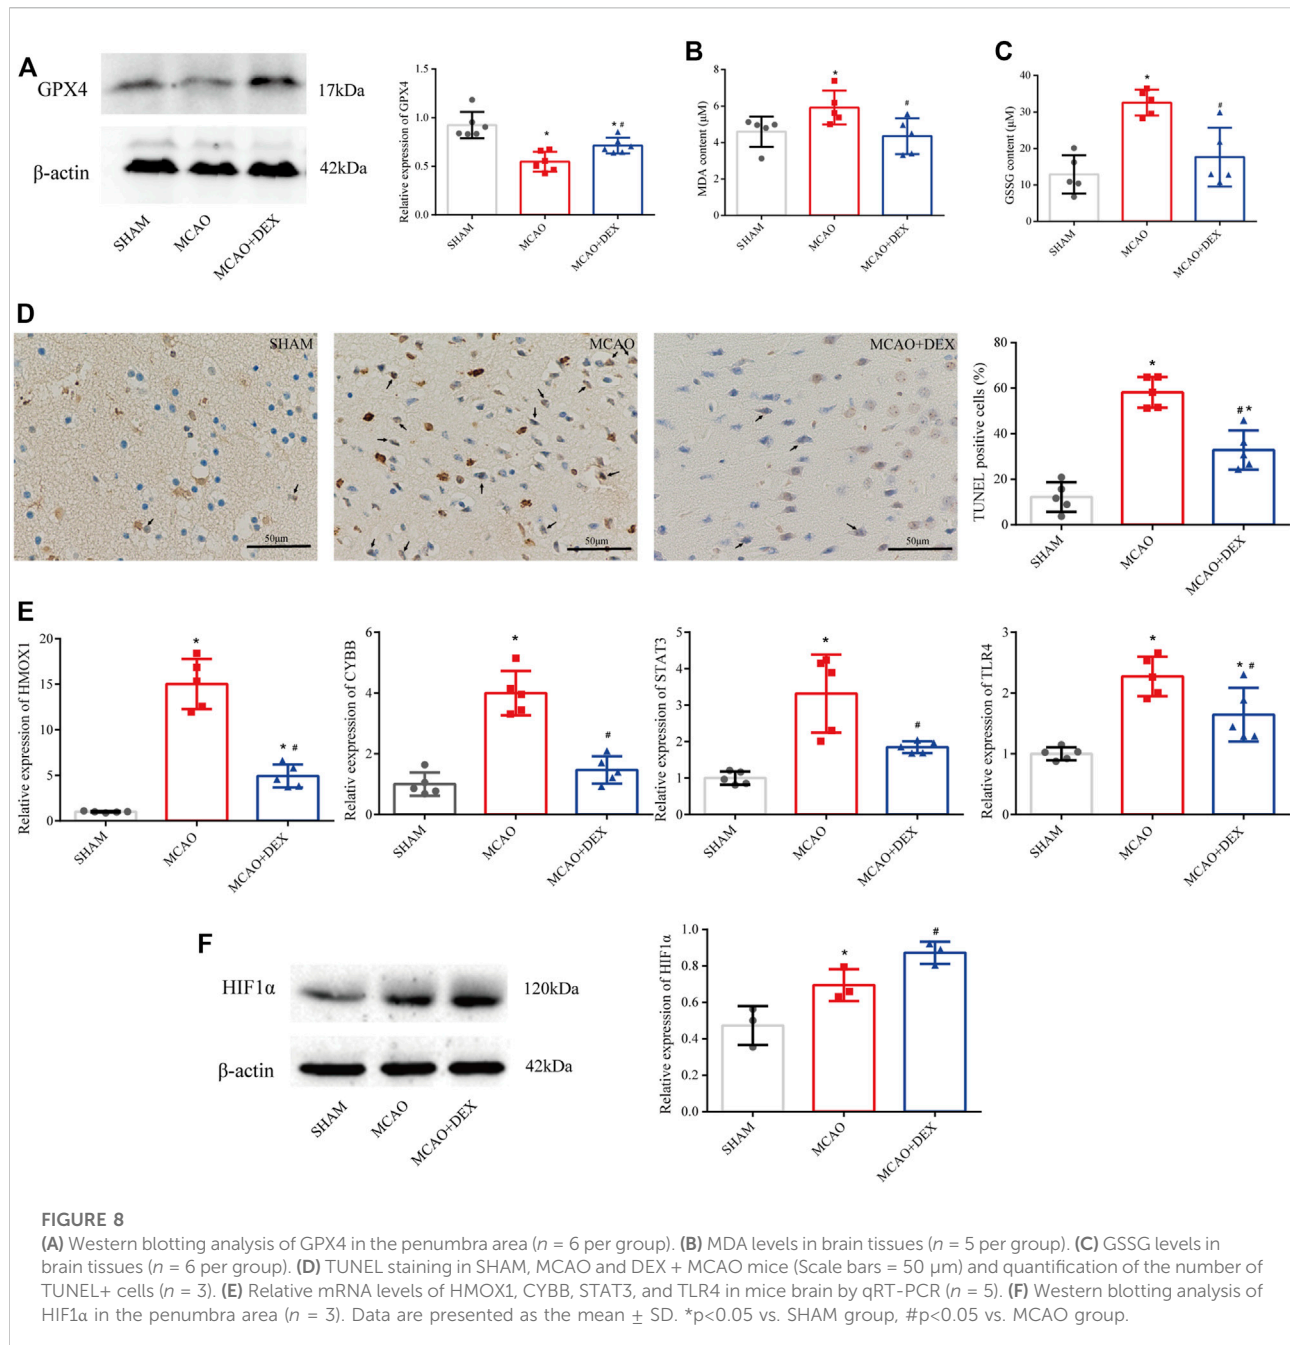 A
GPX4
17kDa
β-actin
42kDa
SHAM
MCAO
MCAO+DEX
Relative expression of GPX4
1.5
1.0
0.5
0.0
*
* #
SHAM
MCAO
MCAO+DEX
B
MDA content (μM)
8
6
4
2
0
*
#
SHAM
MCAO
MCAO+DEX
C
GSSG content (μM)
50
40
30
20
10
0
*
#
SHAM
MCAO
MCAO+DEX
D
SHAM
50μm
MCAO
50μm
MCAO+DEX
50μm
TUNEL positive cells (%)
80
60
40
20
0
*
# *
SHAM
MCAO
MCAO+DEX
E
Relative expression of HMOX1
20
15
10
5
0
*
* #
SHAM
MCAO
MCAO+DEX
Relative eexpression of CYBB
6
4
2
0
*
#
SHAM
MCAO
MCAO+DEX
Relative expression of STAT3
5
4
3
2
1
0
*
#
SHAM
MCAO
MCAO+DEX
Relative expression of TLR4
3
2
1
0
*
* #
SHAM
MCAO
MCAO+DEX
F
HIF1α
120kDa
β-actin
42kDa
SHAM
MCAO
MCAO+DEX
Relative expression of HIF1α
1.0
0.8
0.6
0.4
0.2
0.0
*
#
SHAM
MCAO
MCAO+DEX
FIGURE 8
(A) Western blotting analysis of GPX4 in the penumbra area (n = 6 per group). (B) MDA levels in brain tissues (n = 5 per group). (C) GSSG levels in
brain tissues (n = 6 per group). (D) TUNEL staining in SHAM, MCAO and DEX + MCAO mice (Scale bars = 50 μm) and quantification of the number of
TUNEL+ cells (n = 3). (E) Relative mRNA levels of HMOX1, CYBB, STAT3, and TLR4 in mice brain by qRT-PCR (n = 5). (F) Western blotting analysis of
HIF1α in the penumbra area (n = 3). Data are presented as the mean ± SD. *p<0.05 vs. SHAM group, #p<0.05 vs. MCAO group.